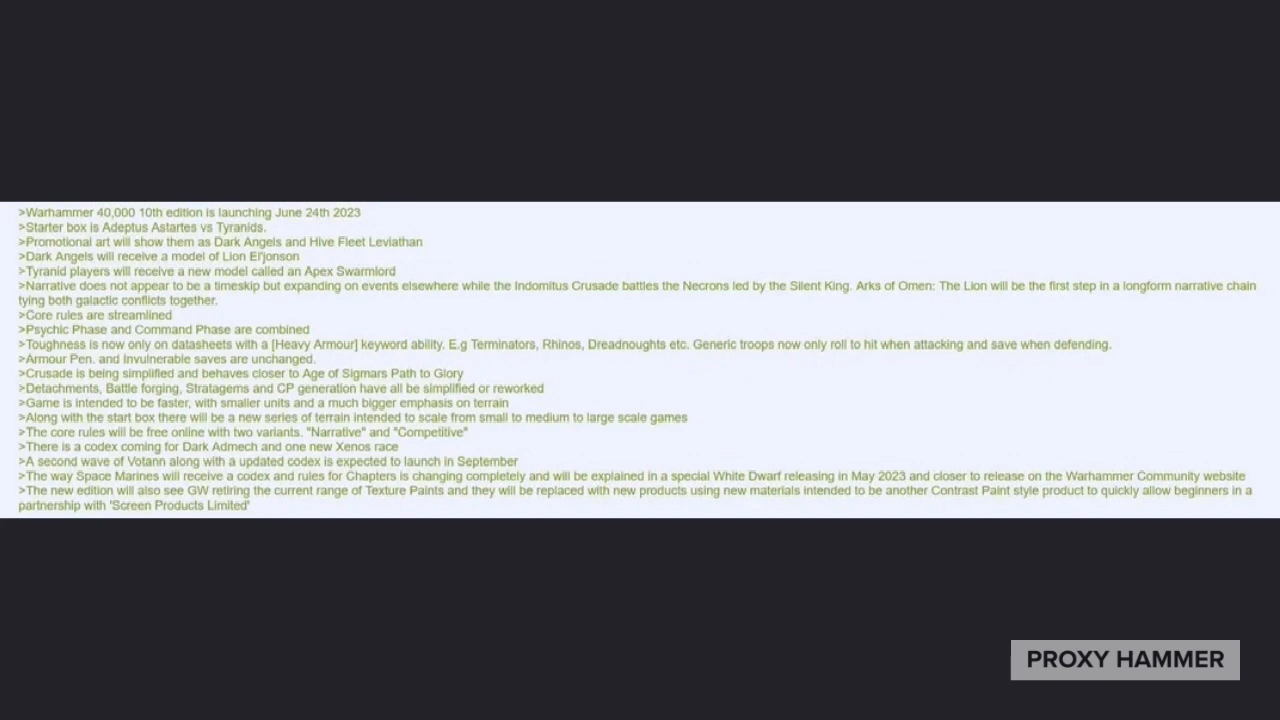 >Warhammer 40,000 10th edition is launching June 24th 2023
>Starter box is Adeptus Astartes vs Tyranids.
>Promotional art will show them as Dark Angels and Hive Fleet Leviathan
>Dark Angels will receive a model of Lion El'jonson
>Tyranid players will receive a new model called an Apex Swarmlord
>Narrative does not appear to be a timeskip but expanding on events elsewhere while the Indomitus Crusade battles the Necrons led by the Silent King. Arks of Omen: The Lion will be the first step in a longform narrative chain
tying both galactic conflicts together.
>Core rules are streamlined
>Psychic Phase and Command Phase are combined
>Toughness is now only on datasheets with a [Heavy Armour] keyword ability. E.g Terminators, Rhinos, Dreadnoughts etc. Generic troops now only roll to hit when attacking and save when defending.
>Armour Pen. and Invulnerable saves are unchanged.
>Crusade is being simplified and behaves closer to Age of Sigmars Path to Glory
>Detachments, Battle forging, Stratagems and CP generation have all be simplified or reworked
>Game is intended to be faster, with smaller units and a much bigger emphasis on terrain
>Along with the start box there will be a new series of terrain intended to scale from small to medium to large scale games
>The core rules will be free online with two variants. "Narrative" and "Competitive"
>There is a codex coming for Dark Admech and one new Xenos race
>A second wave of Votann along with a updated codex is expected to launch in September
>The way Space Marines will receive a codex and rules for Chapters is changing completely and will be explained in a special White Dwarf releasing in May 2023 and closer to release on the Warhammer Community website
>The new edition will also see GW retiring the current range of Texture Paints and they will be replaced with new products using new materials intended to be another Contrast Paint style product to quickly allow beginners in a
partnership with 'Screen Products Limited'
PROXY HAMMER